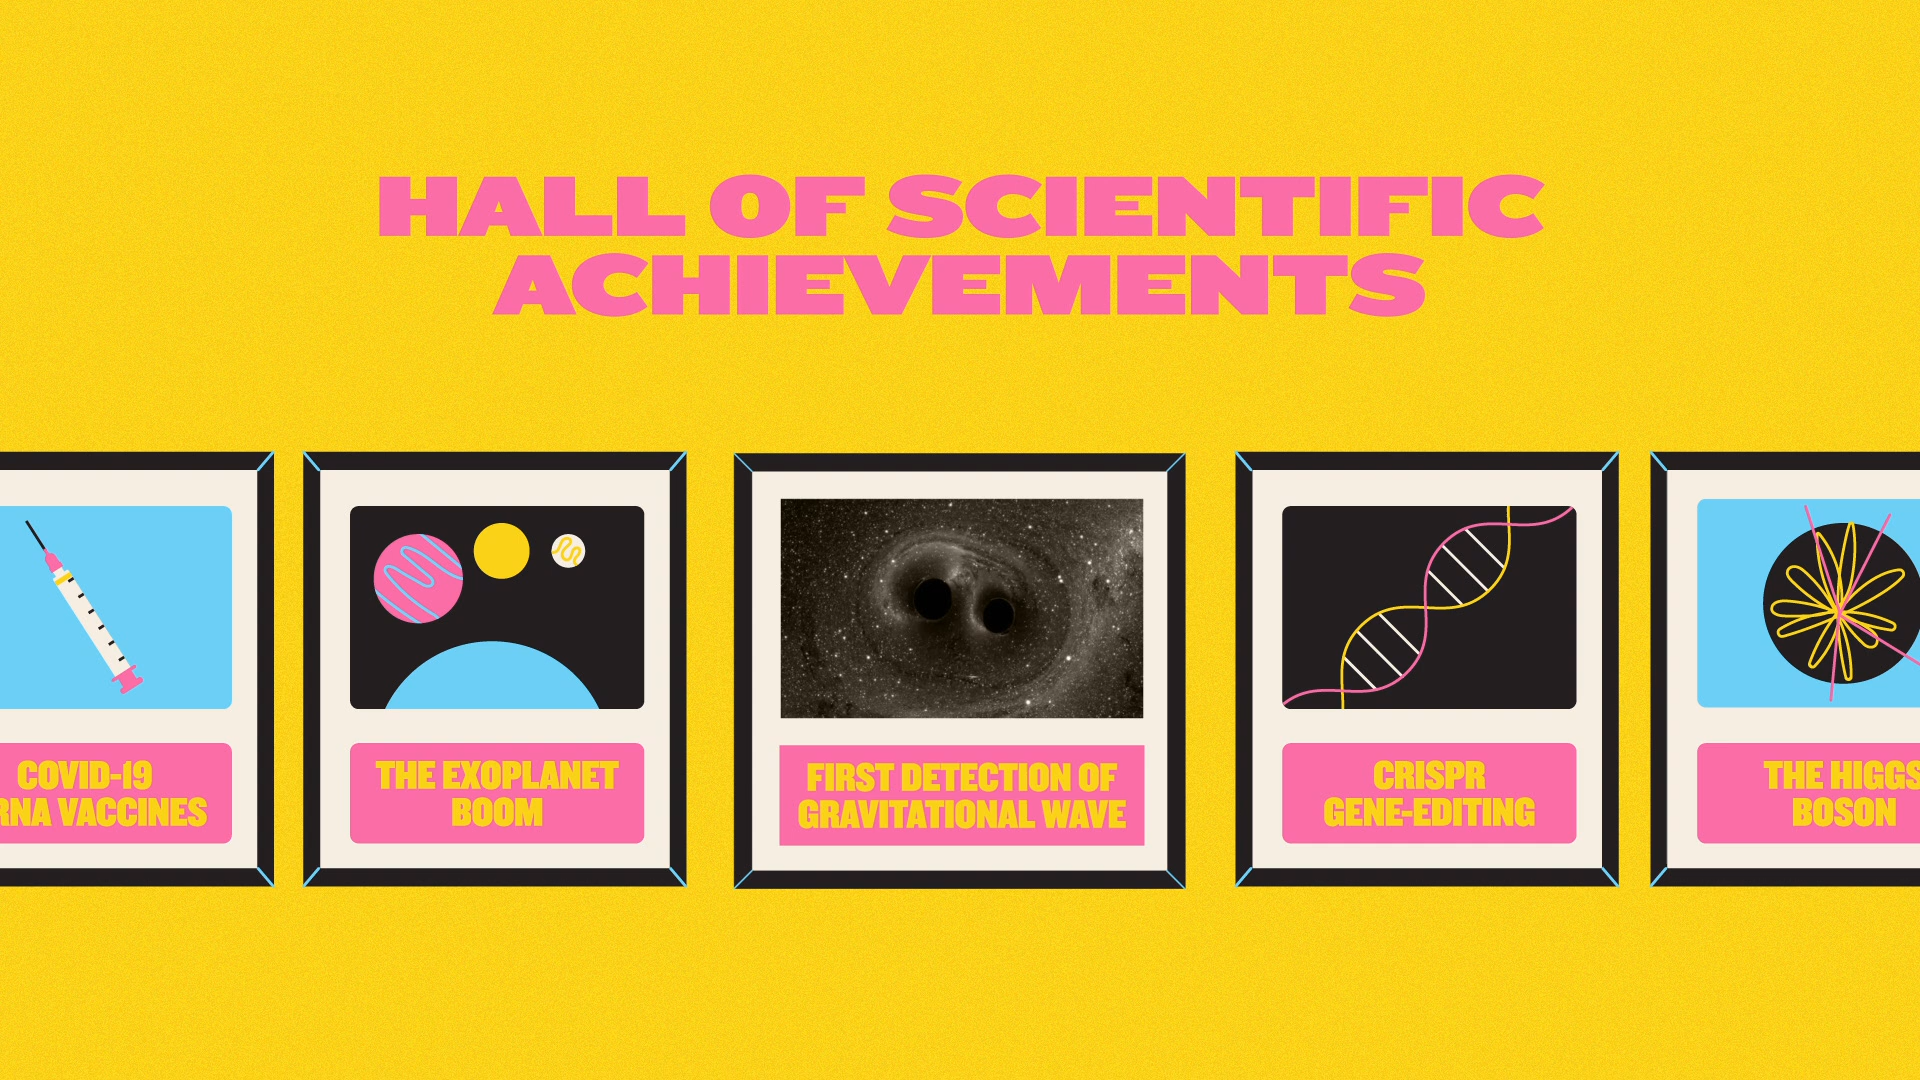 HALL OF SCIENTIFIC
ACHIEVEMENTS
COVID-19
RNA VACCINES
THE EXOPLANET
BOOM
FIRST DETECTION OF
GRAVITATIONAL WAVE
CRISPR
GENE-EDITING
THE HIGGS
BOSON